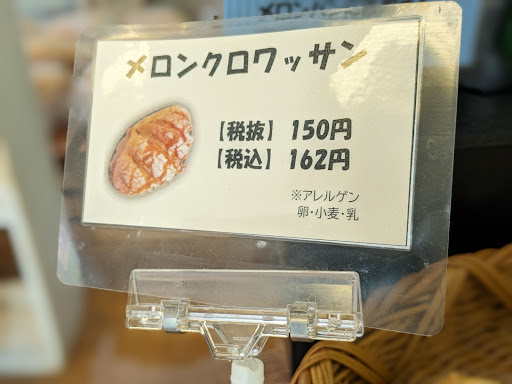 メロンクロワッサン
【税抜】 150円
【税込】 162円
※アレルゲン
卵・小麦・乳